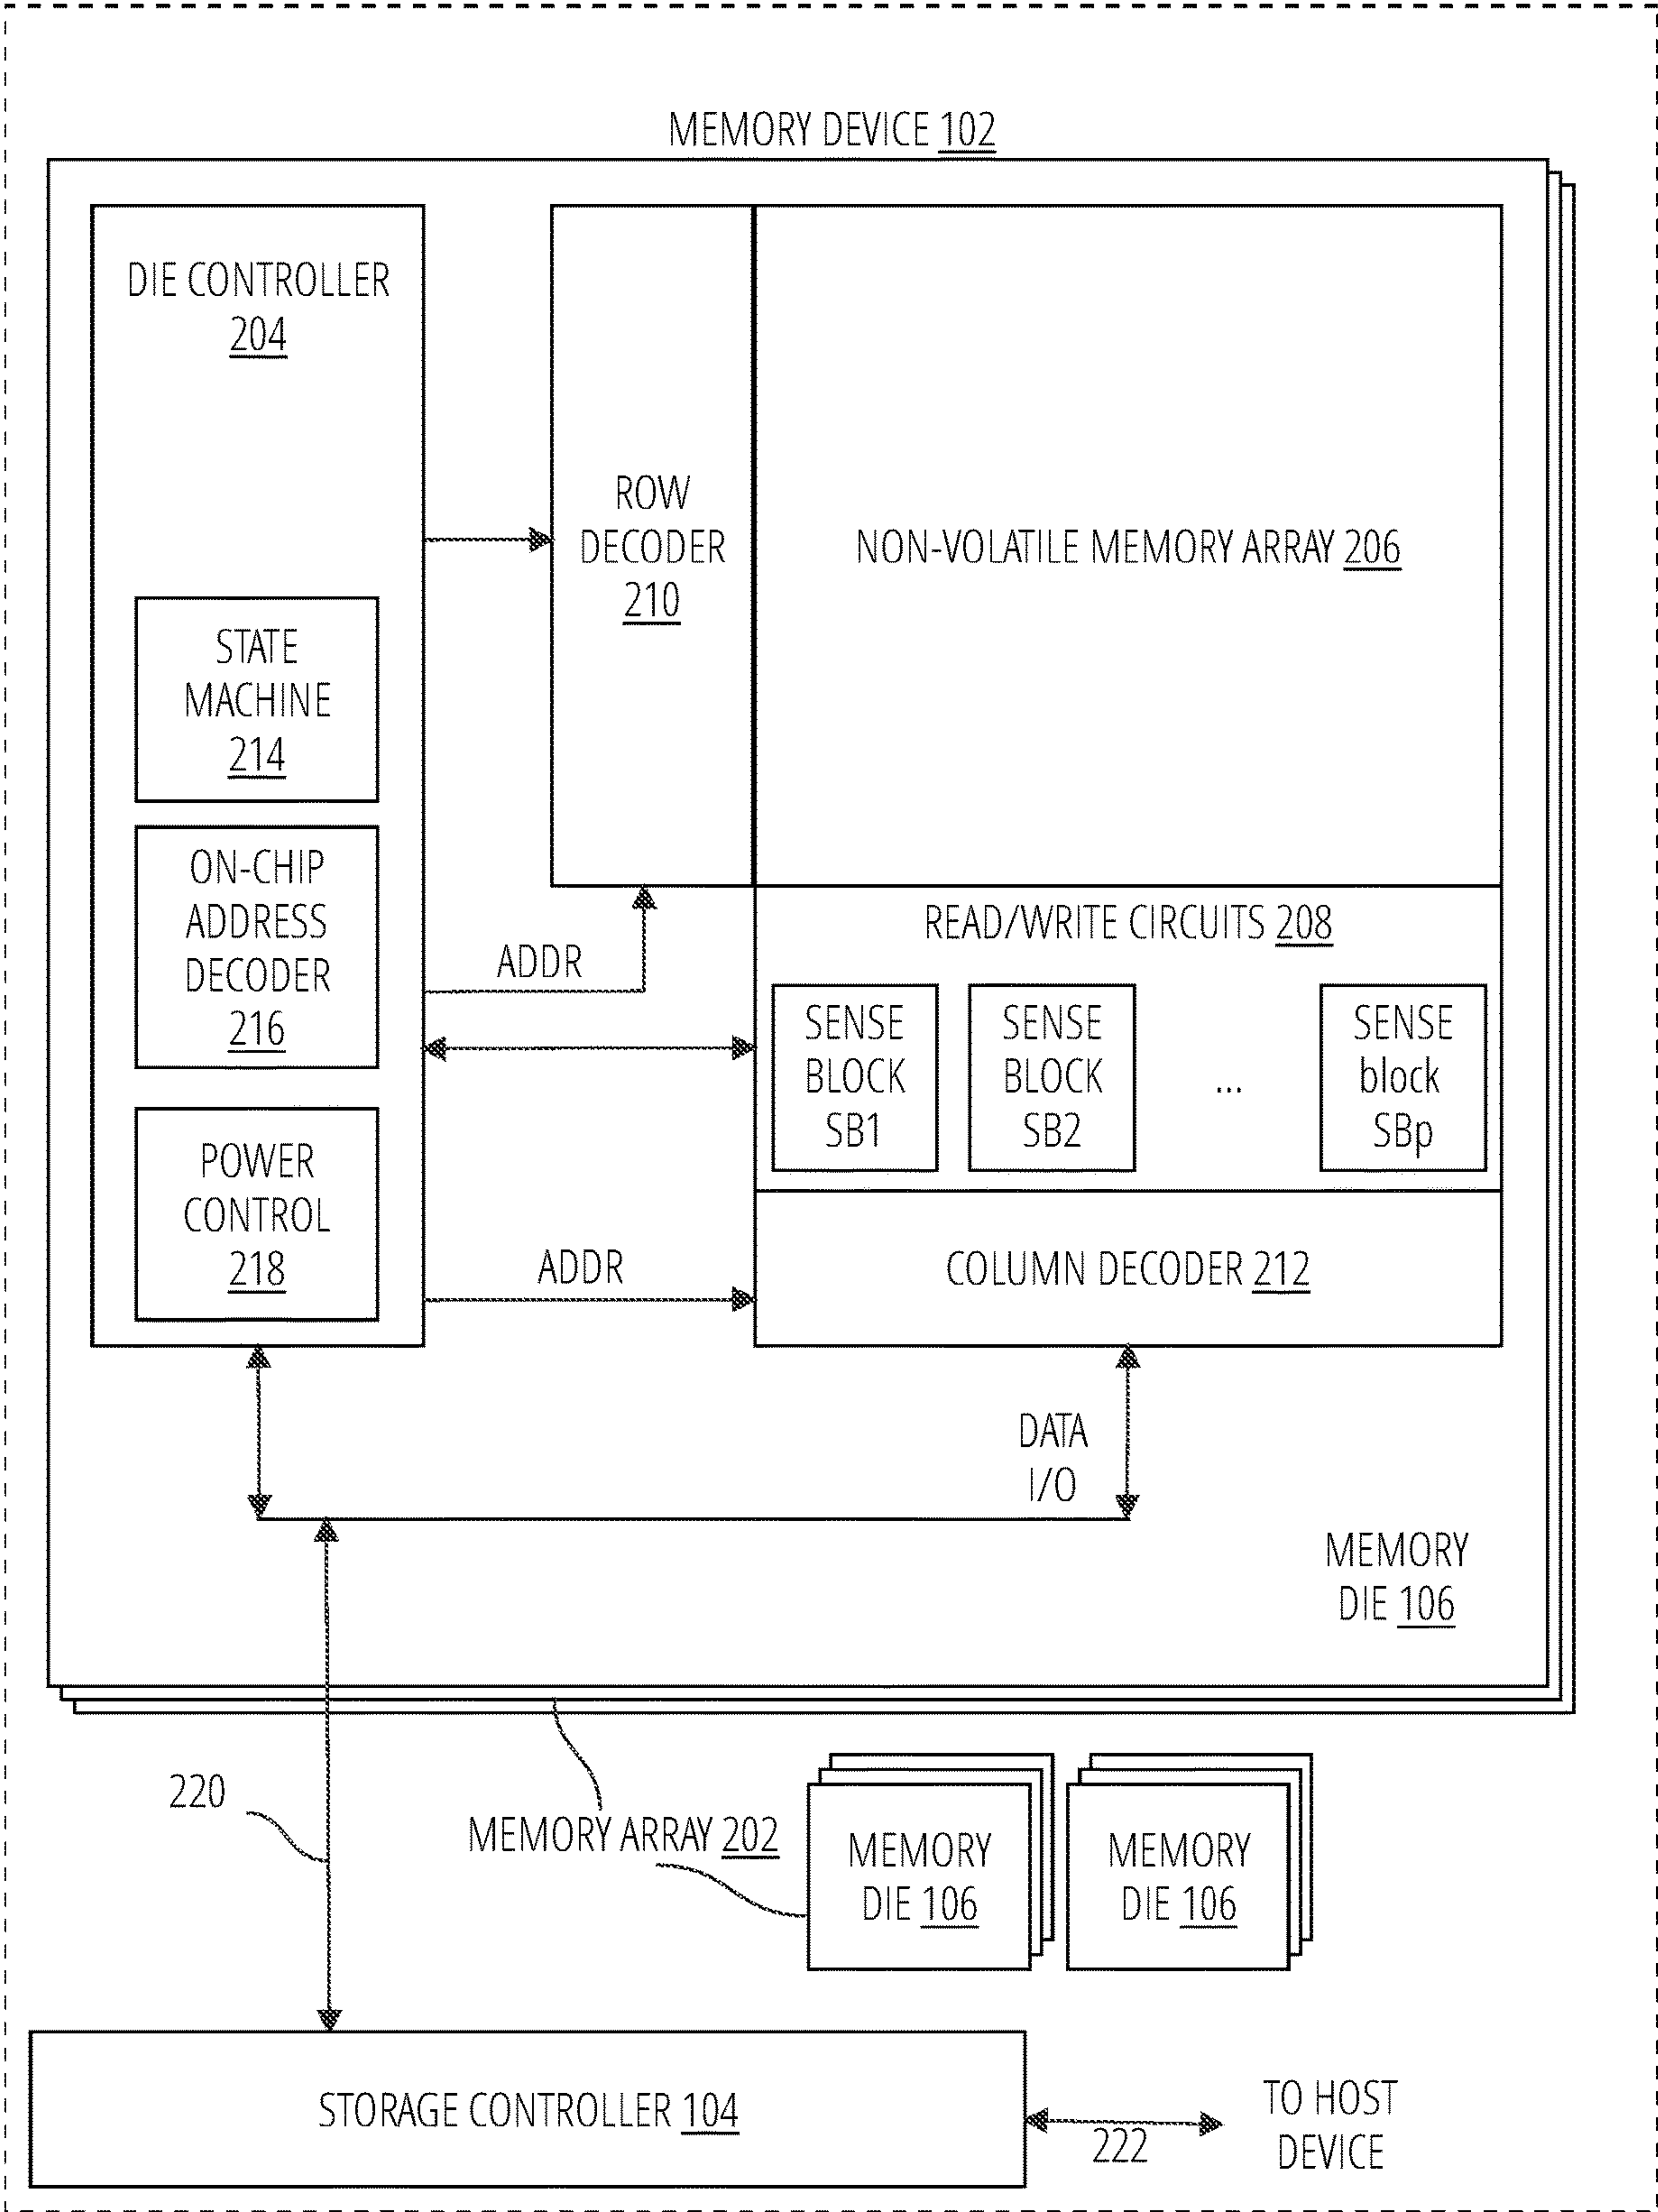 MEMORY DEVICE 102
DIE CONTROLLER
204
ROW
DECODER
210
NON-VOLATILE MEMORY ARRAY 206
STATE
MACHINE
214
ON-CHIP
ADDRESS
DECODER
216
ADDR
READ/WRITE CIRCUITS 208
SENSE
BLOCK
SB1
SENSE
BLOCK
SB2
...
SENSE
block
SBp
POWER
CONTROL
218
ADDR
COLUMN DECODER 212
DATA
I/O
MEMORY
DIE 106
220
MEMORY ARRAY 202
MEMORY
DIE 106
MEMORY
DIE 106
STORAGE CONTROLLER 104
222
TO HOST
DEVICE